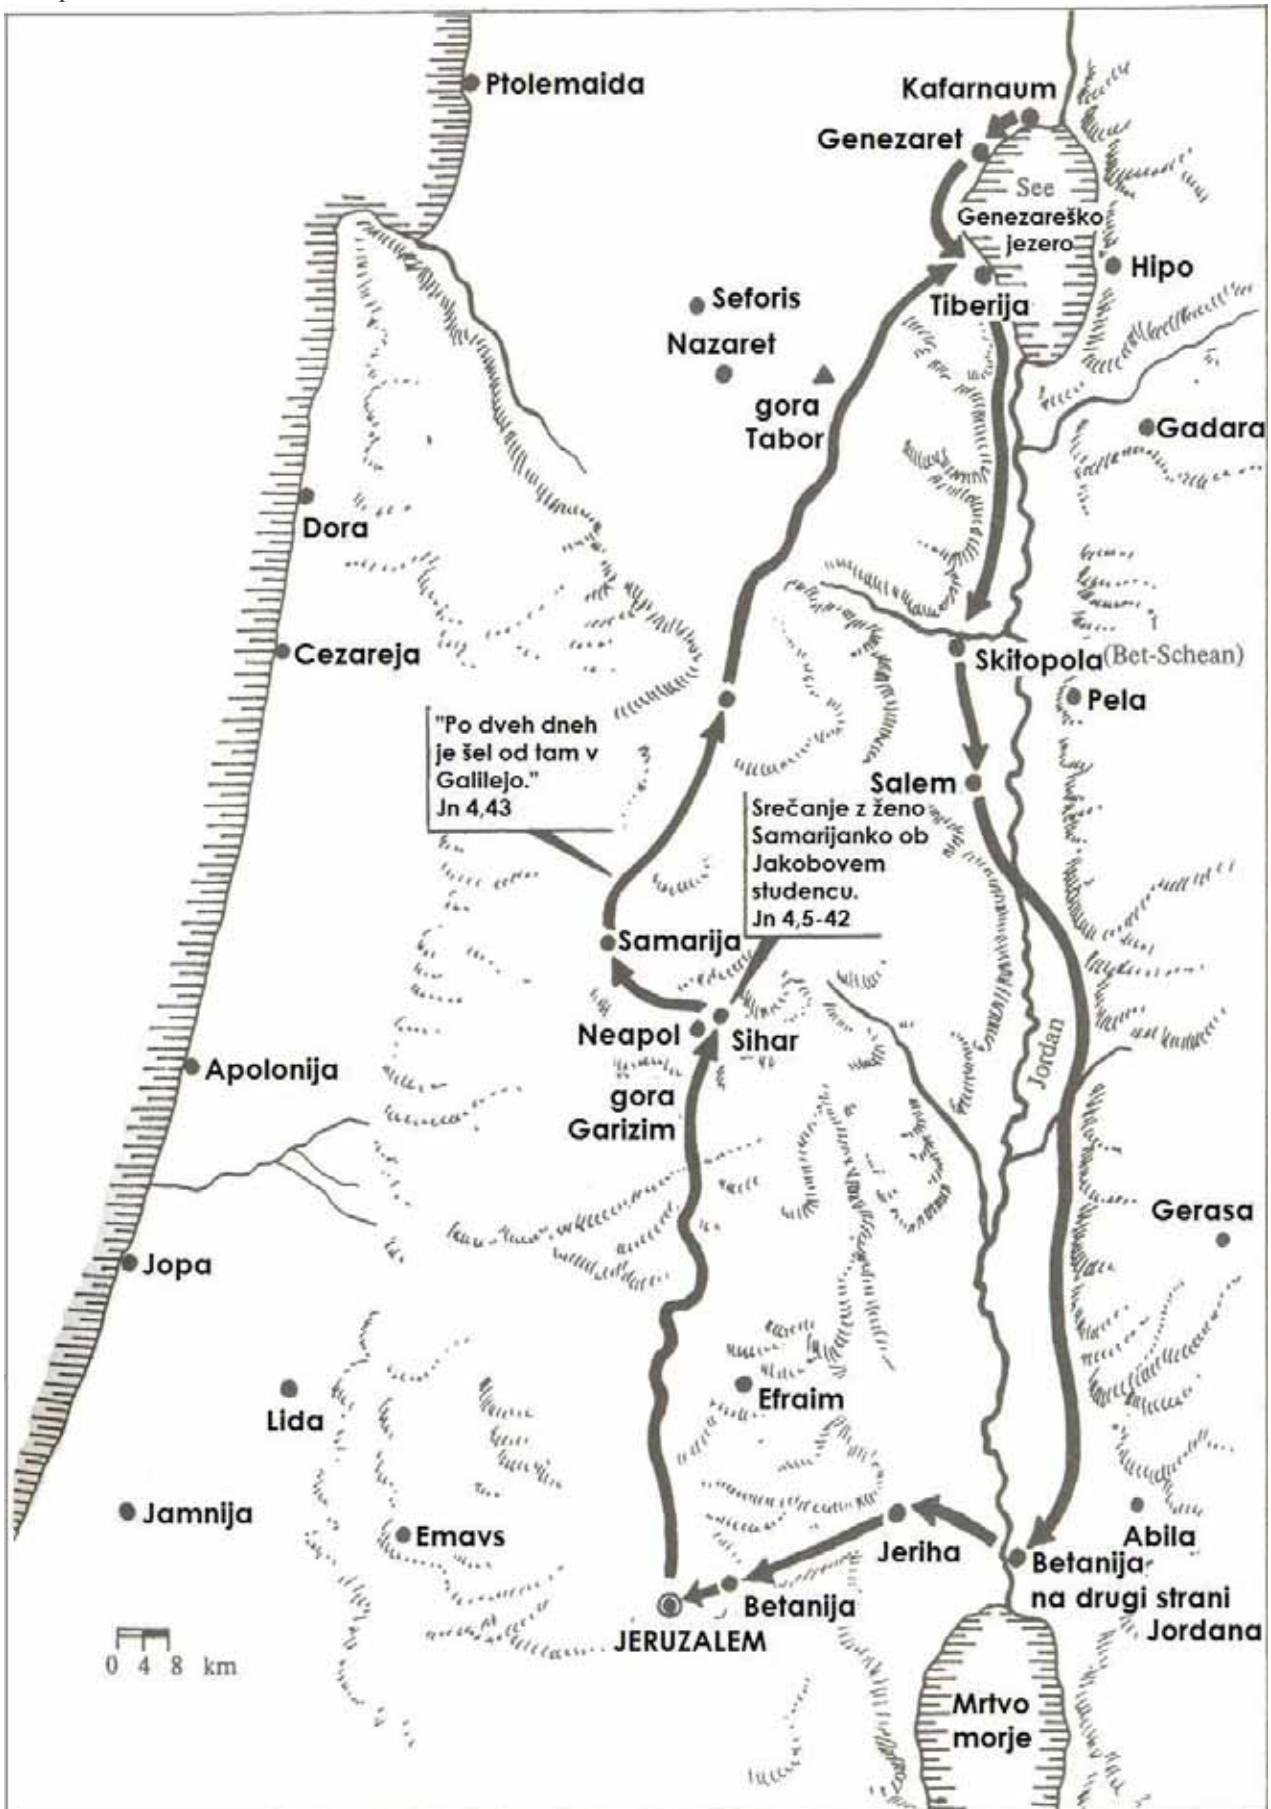 Ptolemaida
Kafarnaum
Genezaret
See
Genezareško
jezero
Hipo
Tiberija
Seforis
Nazaret
gora
Tabor
Gadara
Dora
Cezareja
Skitopola (Bet-Schean)
Pela
"Po dveh dneh
je šel od tam v
Galilejo."
Jn 4,43
Salem
Srečanje z ženo
Samarijanko ob
Jakobovem
studencu.
Jn 4,5-42
Samarija
Neapol
Sihar
Jordan
Apolonija
gora
Garizim
Gerasa
Jopa
Efraim
Lida
Jamnija
Emavs
Jeriha
Abila
Betanija
na drugi strani
Jordana
Betanija
JERUZALEM
0 4 8 km
Mrtvo
morje